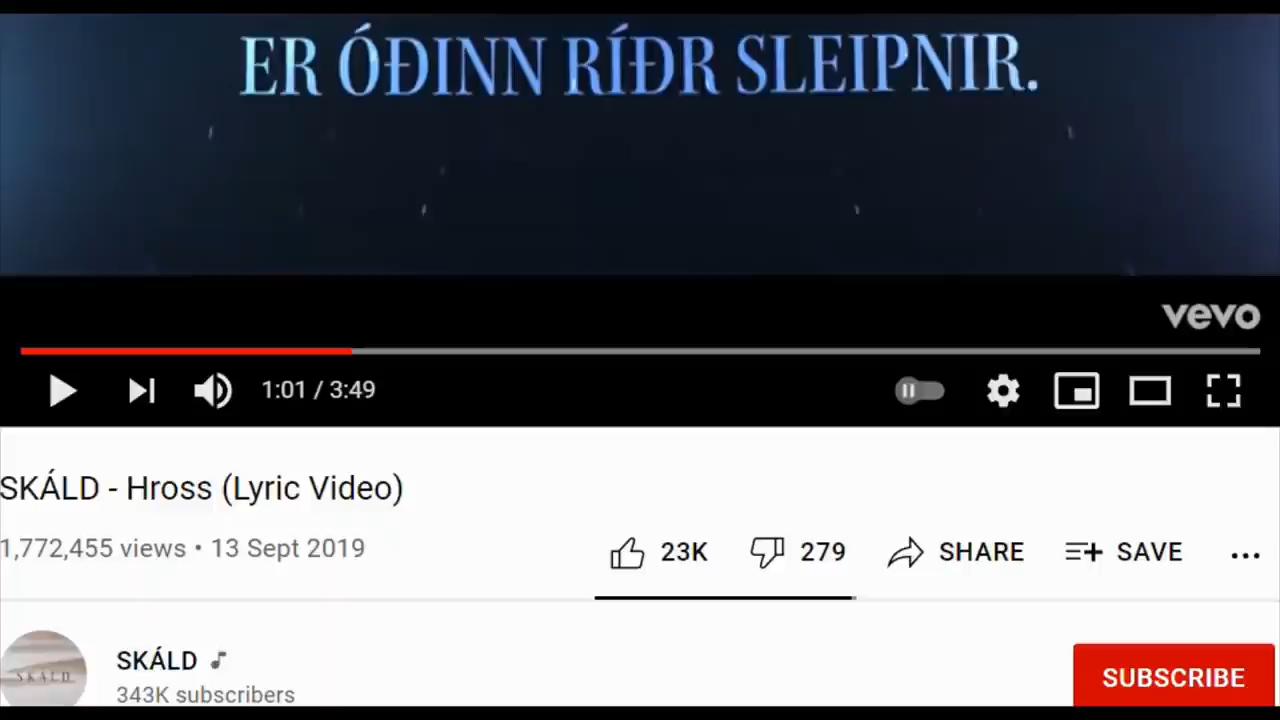 ER ÓÐINN RÍÐR SLEIPNIR.
vevo
1:01 / 3:49
SKÁLD - Hross (Lyric Video)
1,772,455 views • 13 Sept 2019
23K 279 SHARE SAVE ...
SKÁLD
SKÁLD
343K subscribers
SUBSCRIBE